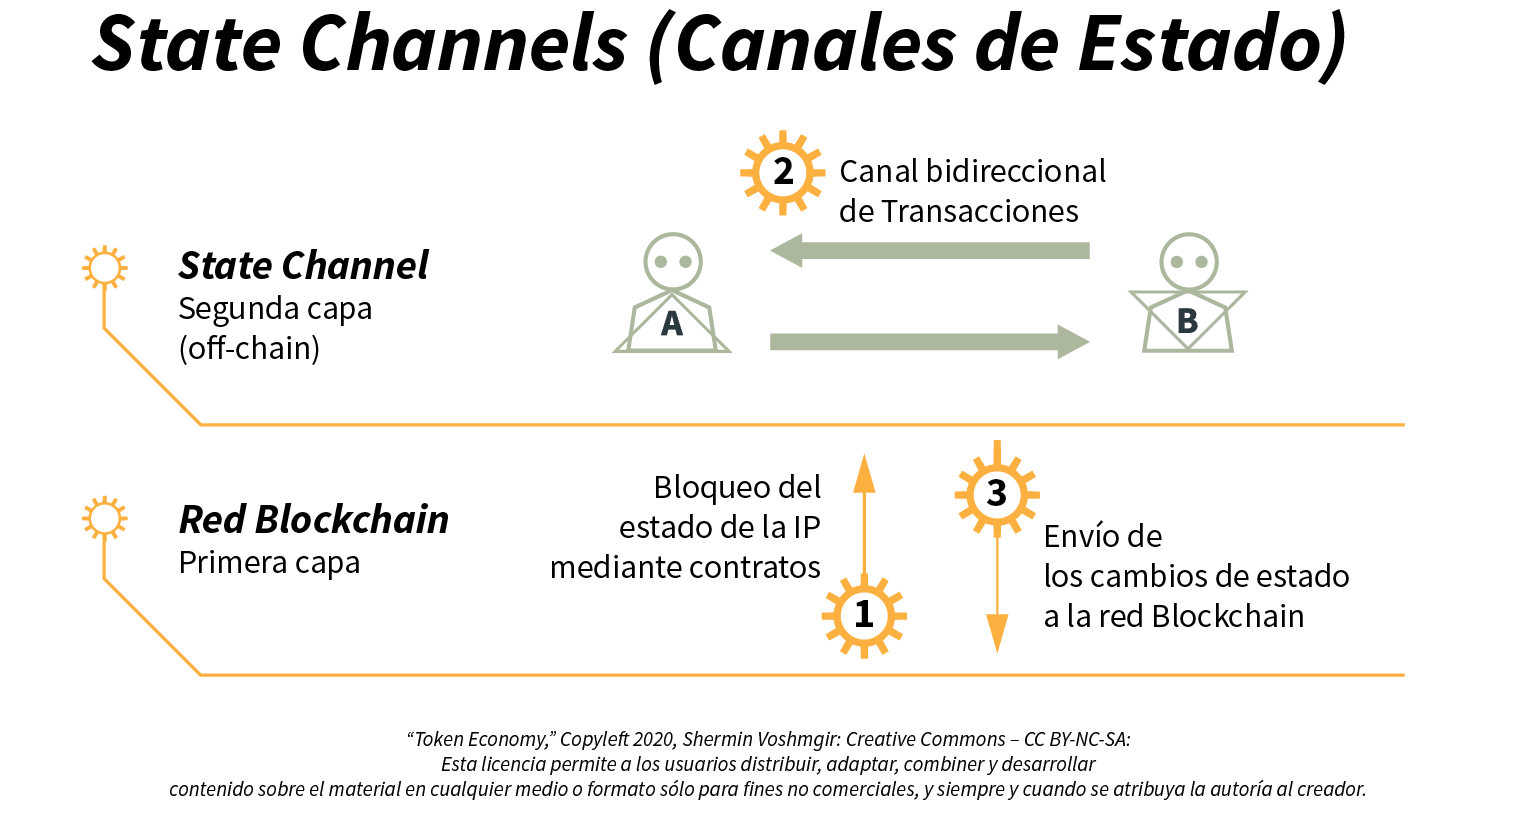 State Channels (Canales de Estado)
2
Canal bidireccional
de Transacciones
State Channel
Segunda capa
(off-chain)
A
B
Red Blockchain
Primera capa
Bloqueo del
estado de la IP
mediante contratos
1
3
Envío de
los cambios de estado
a la red Blockchain
“Token Economy,” Copyleft 2020, Shermin Voshmgir: Creative Commons – CC BY-NC-SA:
Esta licencia permite a los usuarios distribuir, adaptar, combiner y desarrollar
contenido sobre el material en cualquier medio o formato sólo para fines no comerciales, y siempre y cuando se atribuya la autoría al creador.